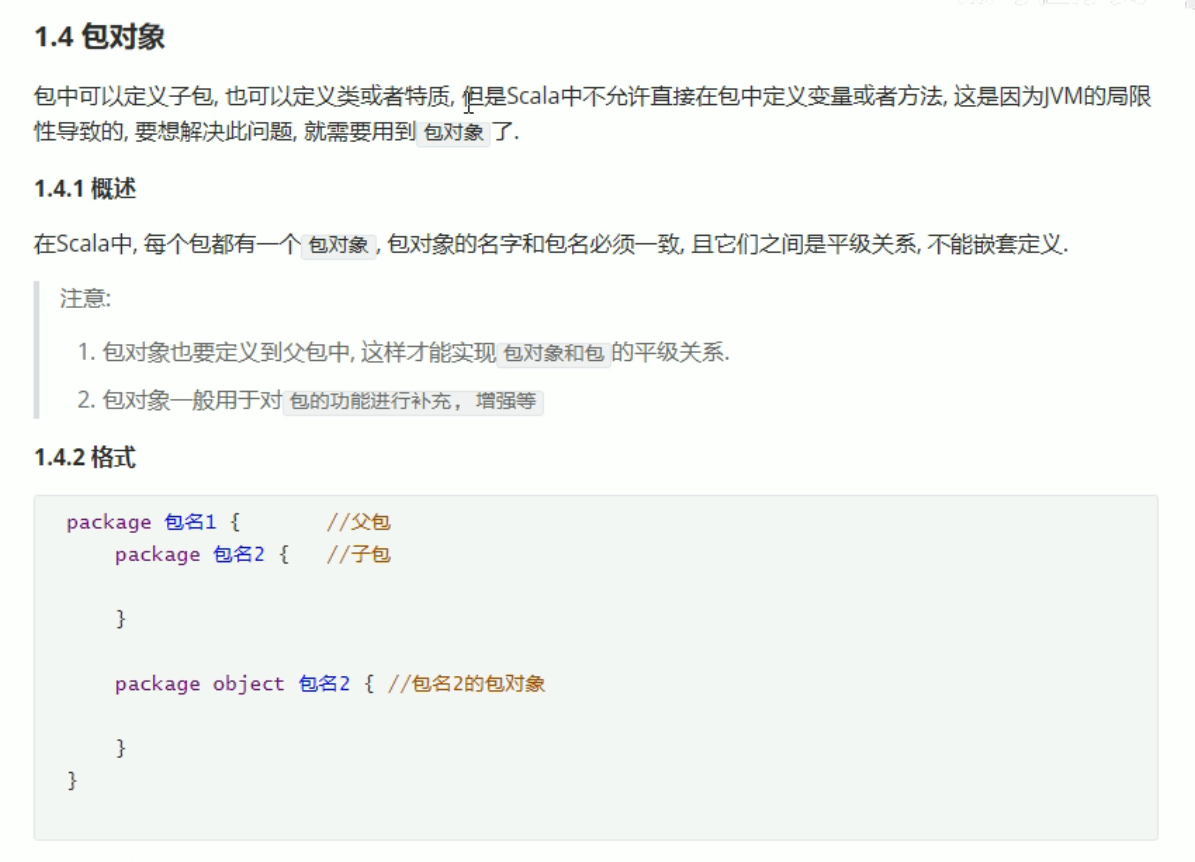 1.4 包对象
包中可以定义子包, 也可以定义类或者特质, 但是Scala中不允许直接在包中定义变量或者方法, 这是因为JVM的局限
性导致的, 要想解决此问题, 就需要用到 包对象 了.
1.4.1 概述
在Scala中, 每个包都有一个 包对象 , 包对象的名字和包名必须一致, 且它们之间是平级关系, 不能嵌套定义.
注意:
1. 包对象也要定义到父包中, 这样才能实现 包对象和包 的平级关系.
2. 包对象一般用于对 包的功能进行补充, 增强等
1.4.2 格式
package 包名1 { //父包
package 包名2 { //子包
}
package object 包名2 { //包名2的包对象
}
}